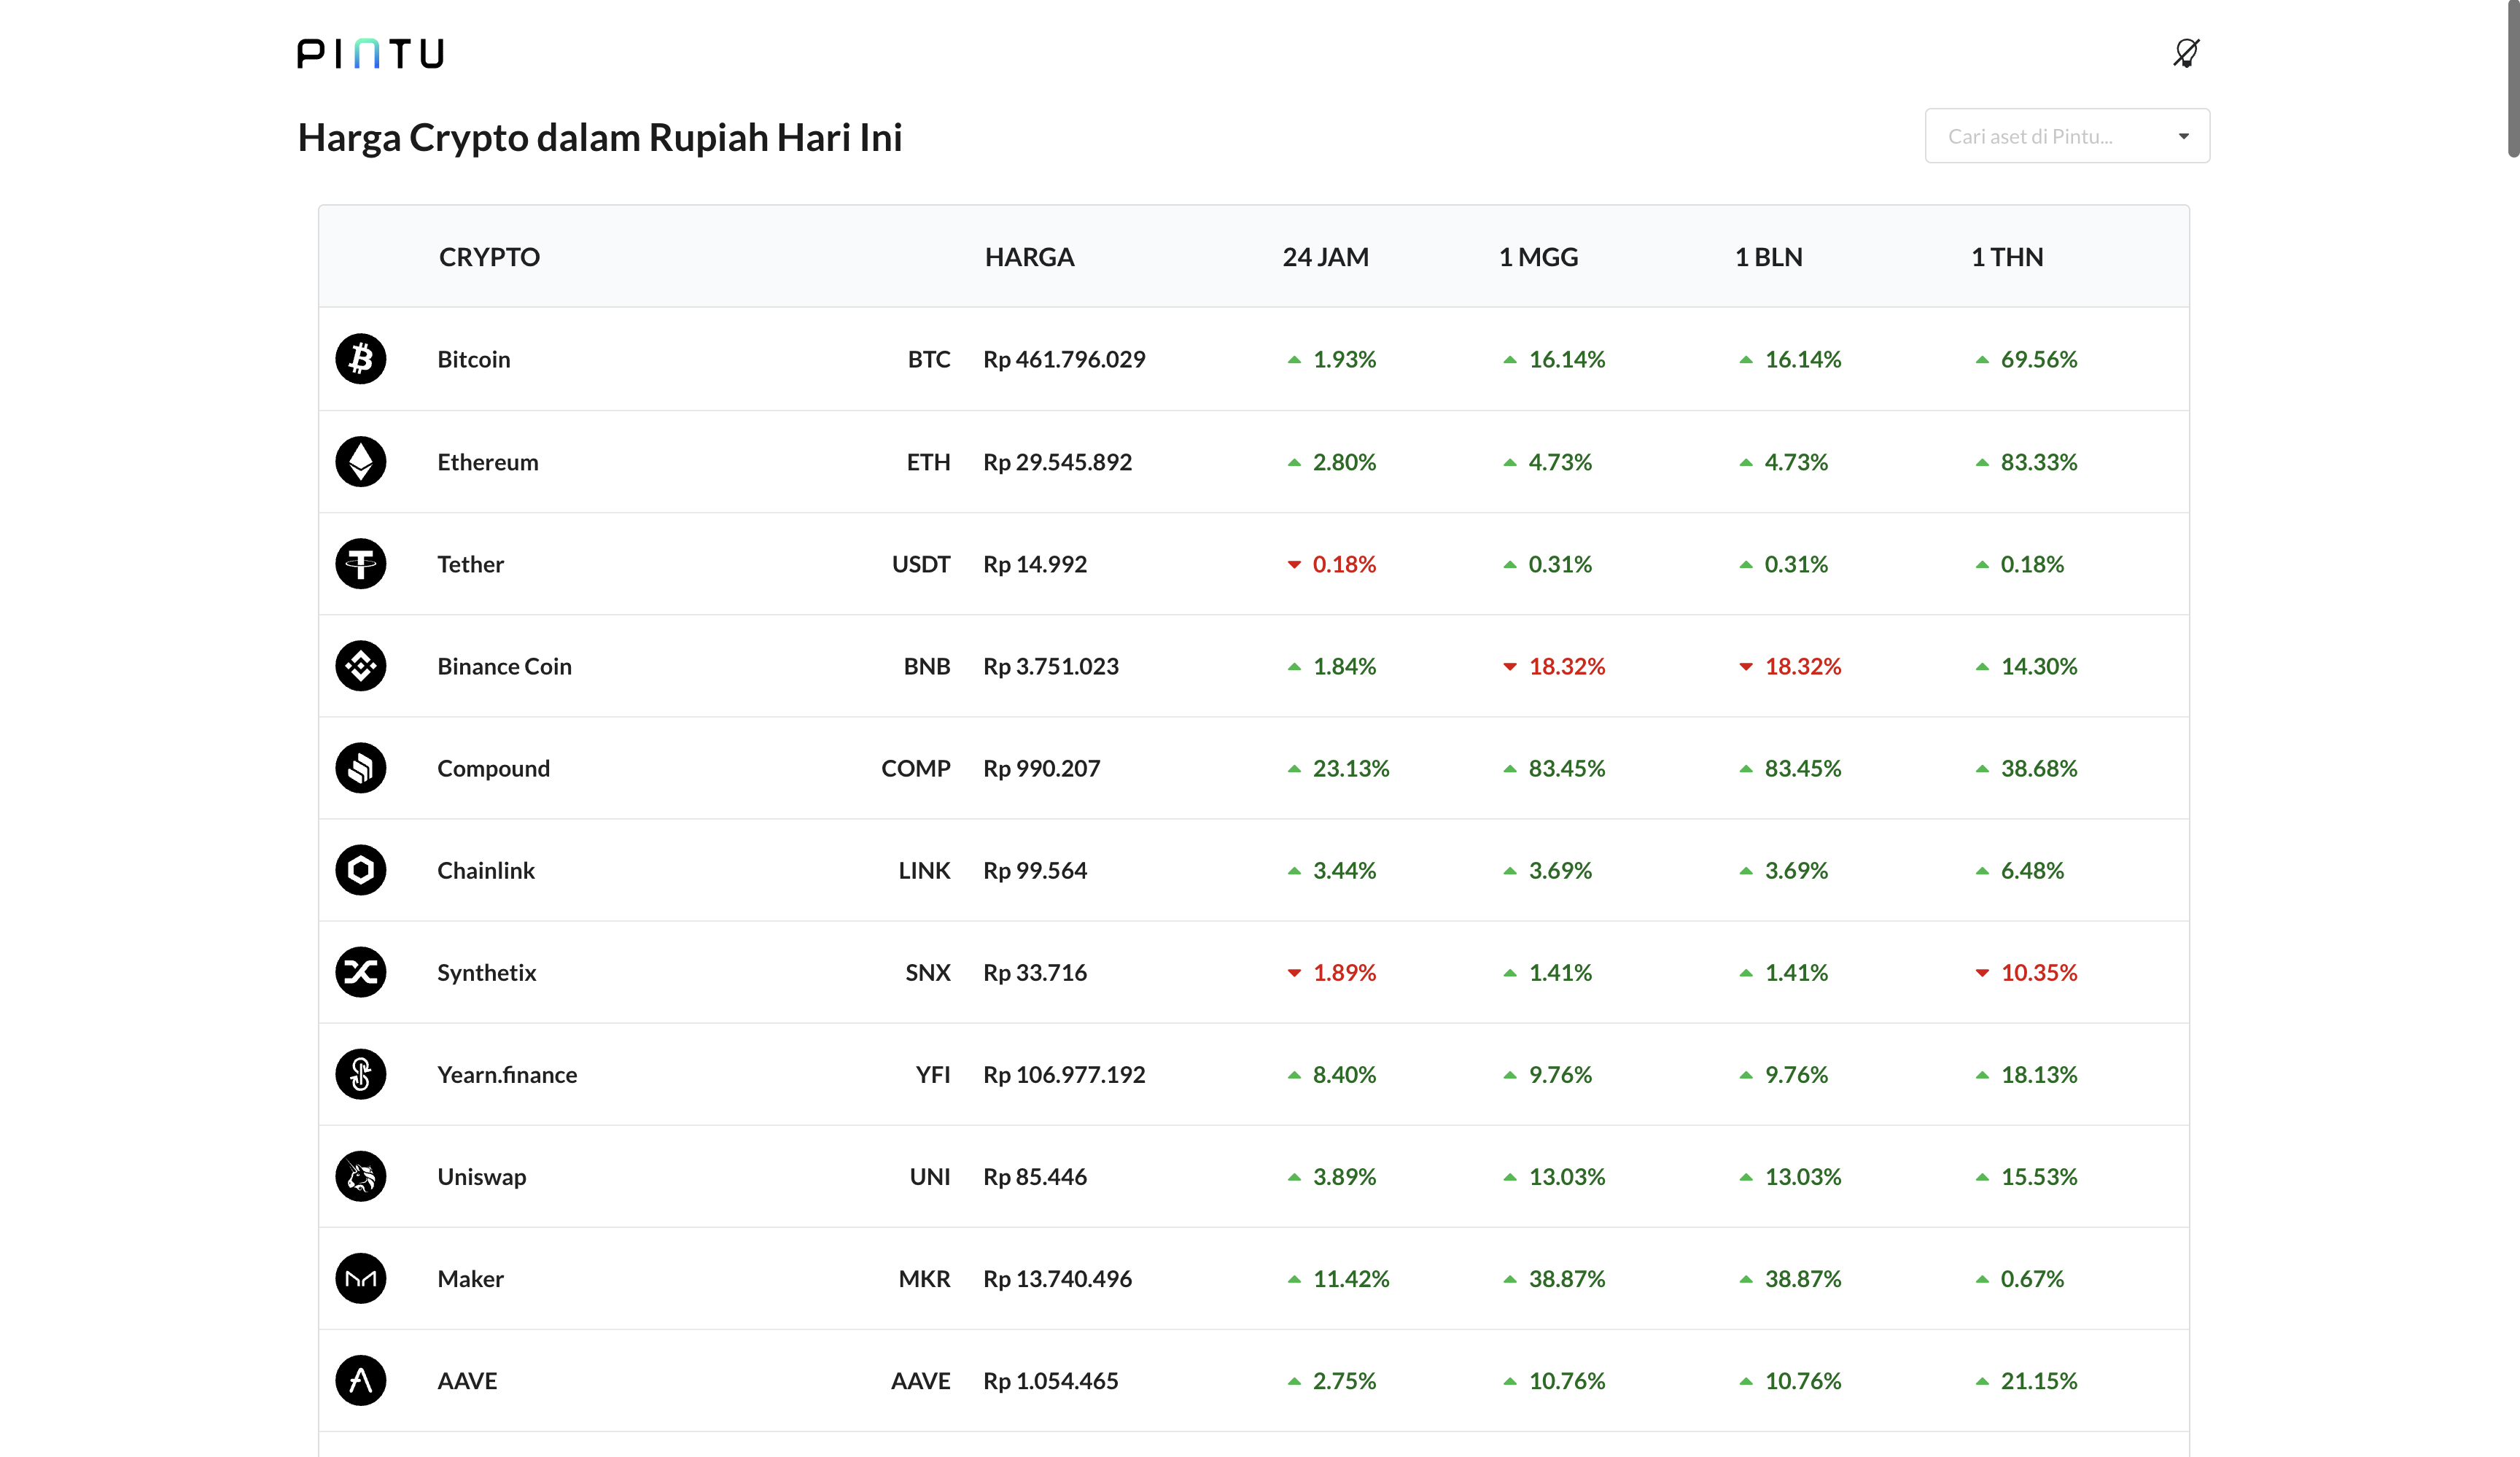 PINTU
Harga Crypto dalam Rupiah Hari Ini
Cari aset di Pintu...
CRYPTO HARGA 24 JAM 1 MGG 1 BLN 1 THN
Bitcoin BTC Rp 461.796.029 1.93% 16.14% 16.14% 69.56%
Ethereum ETH Rp 29.545.892 2.80% 4.73% 4.73% 83.33%
Tether USDT Rp 14.992 0.18% 0.31% 0.31% 0.18%
Binance Coin BNB Rp 3.751.023 1.84% 18.32% 18.32% 14.30%
Compound COMP Rp 990.207 23.13% 83.45% 83.45% 38.68%
Chainlink LINK Rp 99.564 3.44% 3.69% 3.69% 6.48%
Synthetix SNX Rp 33.716 1.89% 1.41% 1.41% 10.35%
Yearn.finance YFI Rp 106.977.192 8.40% 9.76% 9.76% 18.13%
Uniswap UNI Rp 85.446 3.89% 13.03% 13.03% 15.53%
Maker MKR Rp 13.740.496 11.42% 38.87% 38.87% 0.67%
AAVE AAVE Rp 1.054.465 2.75% 10.76% 10.76% 21.15%